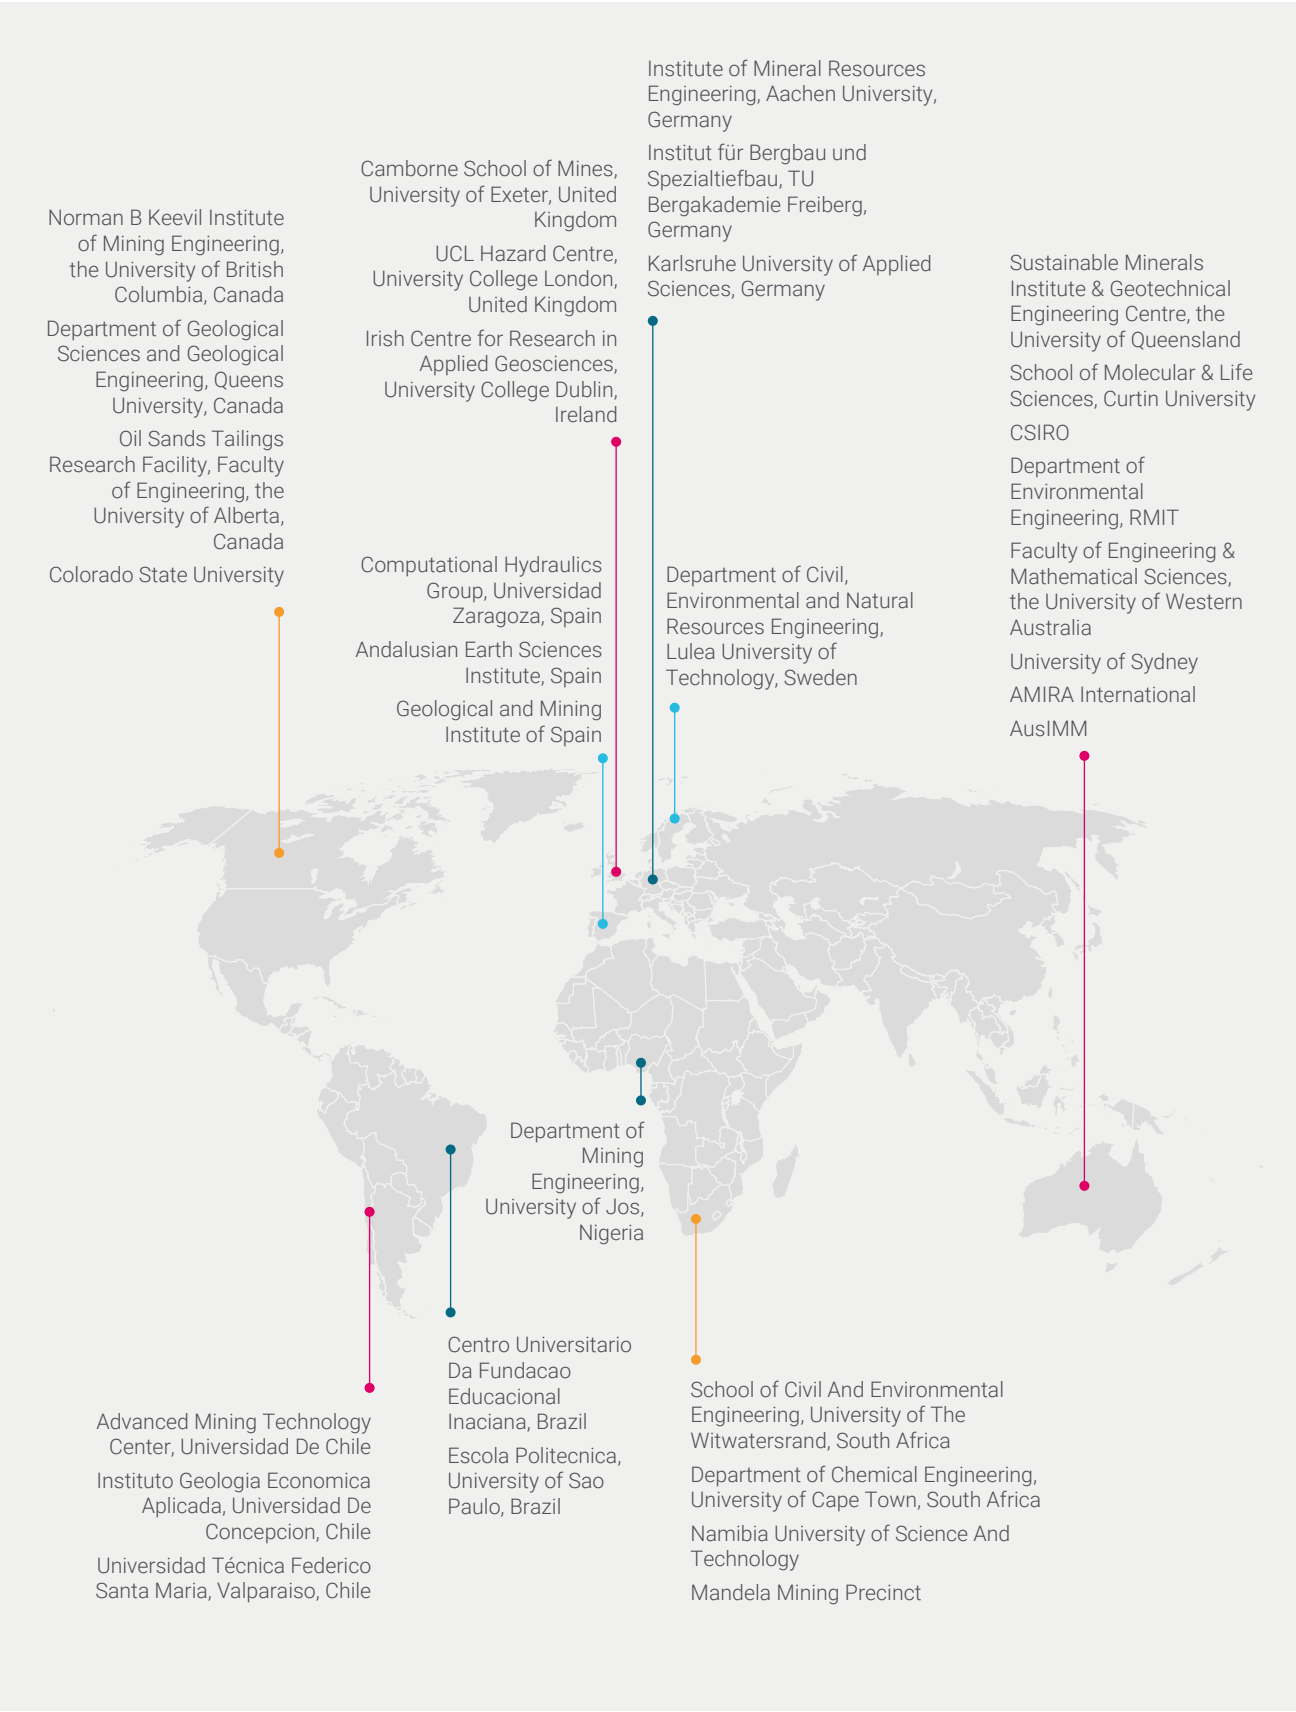 Norman B Keevil Institute
of Mining Engineering,
the University of British
Columbia, Canada
Department of Geological
Sciences and Geological
Engineering, Queens
University, Canada
Oil Sands Tailings
Research Facility, Faculty
of Engineering, the
University of Alberta,
Canada
Colorado State University
Camborne School of Mines,
University of Exeter, United
Kingdom
UCL Hazard Centre,
University College London,
United Kingdom
Irish Centre for Research in
Applied Geosciences,
University College Dublin,
Ireland
Institute of Mineral Resources
Engineering, Aachen University,
Germany
Institut für Bergbau und
Spezialtiefbau, TU
Bergakademie Freiberg,
Germany
Karlsruhe University of Applied
Sciences, Germany
Computational Hydraulics
Group, Universidad
Zaragoza, Spain
Andalusian Earth Sciences
Institute, Spain
Geological and Mining
Institute of Spain
Department of Civil,
Environmental and Natural
Resources Engineering,
Lulea University of
Technology, Sweden
Sustainable Minerals
Institute & Geotechnical
Engineering Centre, the
University of Queensland
School of Molecular & Life
Sciences, Curtin University
CSIRO
Department of
Environmental
Engineering, RMIT
Faculty of Engineering &
Mathematical Sciences,
the University of Western
Australia
University of Sydney
AMIRA International
AusIMM
Department of
Mining
Engineering,
University of Jos,
Nigeria
Advanced Mining Technology
Center, Universidad De Chile
Instituto Geologia Economica
Aplicada, Universidad De
Concepcion, Chile
Universidad Técnica Federico
Santa Maria, Valparaiso, Chile
Centro Universitario
Da Fundacao
Educacional
Inaciana, Brazil
Escola Politecnica,
University of Sao
Paulo, Brazil
School of Civil And Environmental
Engineering, University of The
Witwatersrand, South Africa
Department of Chemical Engineering,
University of Cape Town, South Africa
Namibia University of Science And
Technology
Mandela Mining Precinct